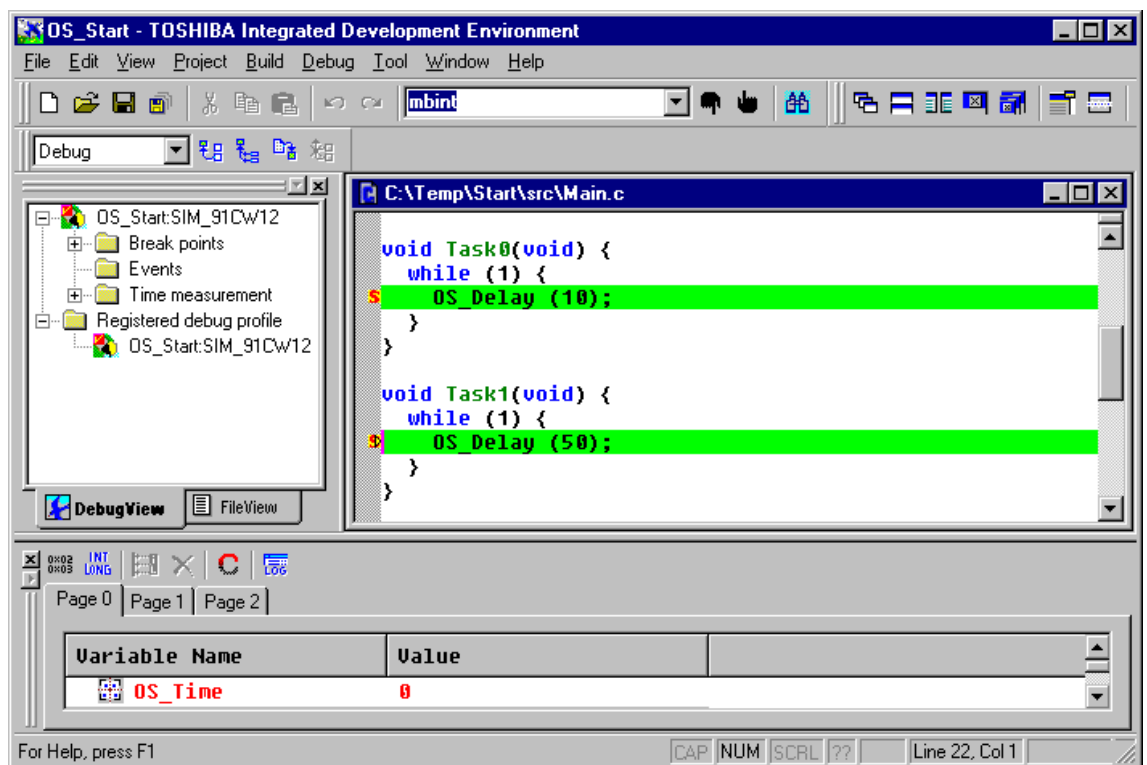 OS_Start - TOSHIBA Integrated Development Environment
File Edit View Project Build Debug Tool Window Help
mbint
Debug
OS_Start:SIM_91CW12
Break points
Events
Time measurement
Registered debug profile
OS_Start:SIM_91CW12
DebugView FileView
C:\Temp\Start\src\Main.c
void Task0(void) {
while (1) {
S OS_Delay (10);
}
}
void Task1(void) {
while (1) {
OS_Delay (50);
}
}
0x02 INT
0x03 LONG LOG
Page 0 Page 1 Page 2
Variable Name Value
OS_Time 0
For Help, press F1 CAP NUM SCRL ?? Line 22, Col 1